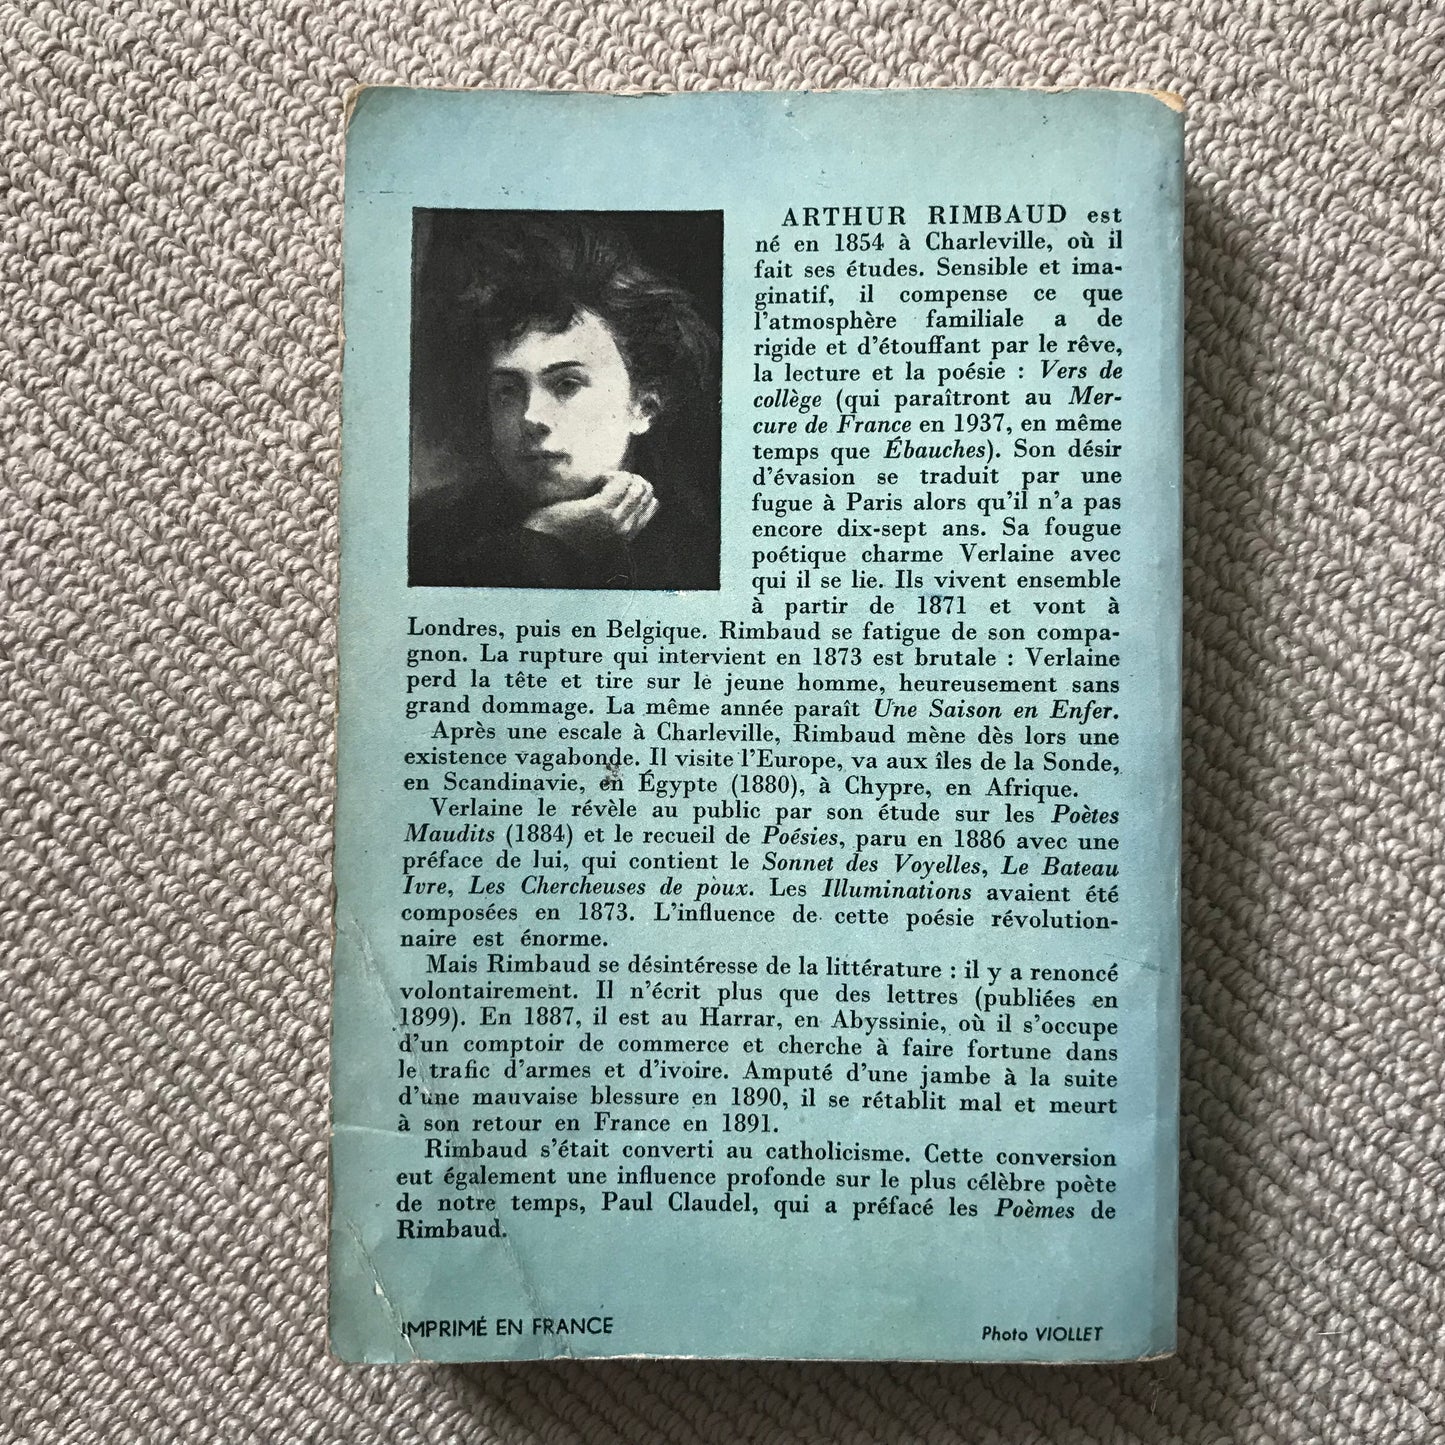 ARTHUR RIMBAUD est
né en 1854 à Charleville, où il
fait ses études. Sensible et ima-
ginatif, il compense ce que
l'atmosphère familiale a de
rigide et d'étouffant par le rêve,
la lecture et la poésie : Vers de
collège (qui paraîtront au Mer-
cure de France en 1937, en même
temps que Ébauches). Son désir
d'évasion se traduit par une
fugue à Paris alors qu'il n'a pas
encore dix-sept ans. Sa fougue
poétique charme Verlaine avec
qui il se lie. Ils vivent ensemble
à partir de 1871 et vont à
Londres, puis en Belgique. Rimbaud se fatigue de son compa-
gnon. La rupture qui intervient en 1873 est brutale : Verlaine
perd la tête et tire sur le jeune homme, heureusement sans
grand dommage. La même année paraît Une Saison en Enfer.
Après une escale à Charleville, Rimbaud mène dès lors une
existence vagabonde. Il visite l'Europe, va aux îles de la Sonde,
en Scandinavie, en Égypte (1880), à Chypre, en Afrique.
Verlaine le révèle au public par son étude sur les Poètes
Maudits (1884) et le recueil de Poésies, paru en 1886 avec une
préface de lui, qui contient le Sonnet des Voyelles, Le Bateau
Ivre, Les Chercheuses de poux. Les Illuminations avaient été
composées en 1873. L'influence de cette poésie révolution-
naire est énorme.
Mais Rimbaud se désintéresse de la littérature : il y a renoncé
volontairement. Il n'écrit plus que des lettres (publiées en
1899). En 1887, il est au Harrar, en Abyssinie, où il s'occupe
d'un comptoir de commerce et cherche à faire fortune dans
le trafic d'armes et d'ivoire. Amputé d'une jambe à la suite
d'une mauvaise blessure en 1890, il se rétablit mal et meurt
à son retour en France en 1891.
Rimbaud s'était converti au catholicisme. Cette conversion
eut également une influence profonde sur le plus célèbre poète
de notre temps, Paul Claudel, qui a préfacé les Poèmes de
Rimbaud.
IMPRIMÉ EN FRANCE
Photo VIOLLET